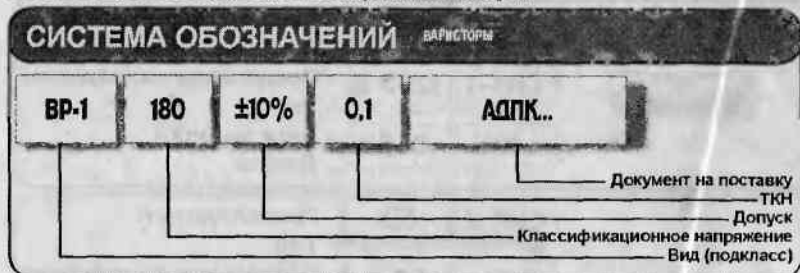 СИСТЕМА ОБОЗНАЧЕНИЙ ВАРИСТОРЫ
ВР-1 180 ±10% 0,1 АДПК...
Документ на поставку
ТКН
Допуск
Классификационное напряжение
Вид (подкласс)